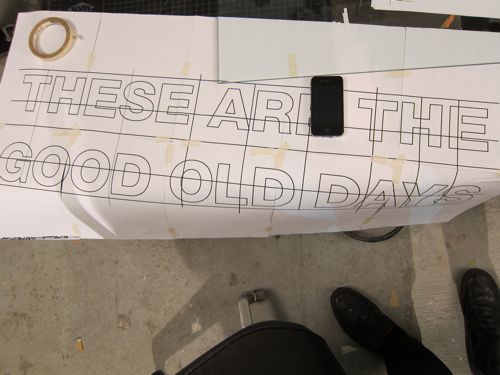 THESE ARE THE
GOOD OLD DAYS